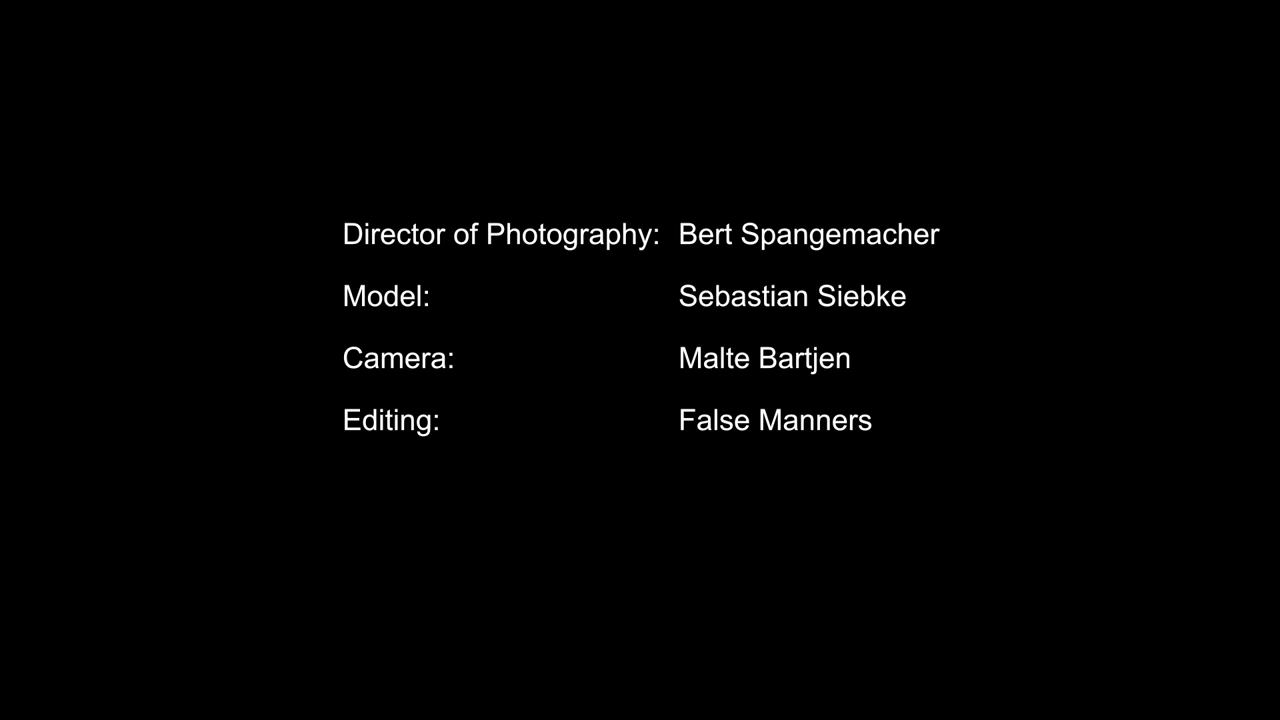 Director of Photography: Bert Spangemacher
Model: Sebastian Siebke
Camera: Malte Bartjen
Editing: False Manners